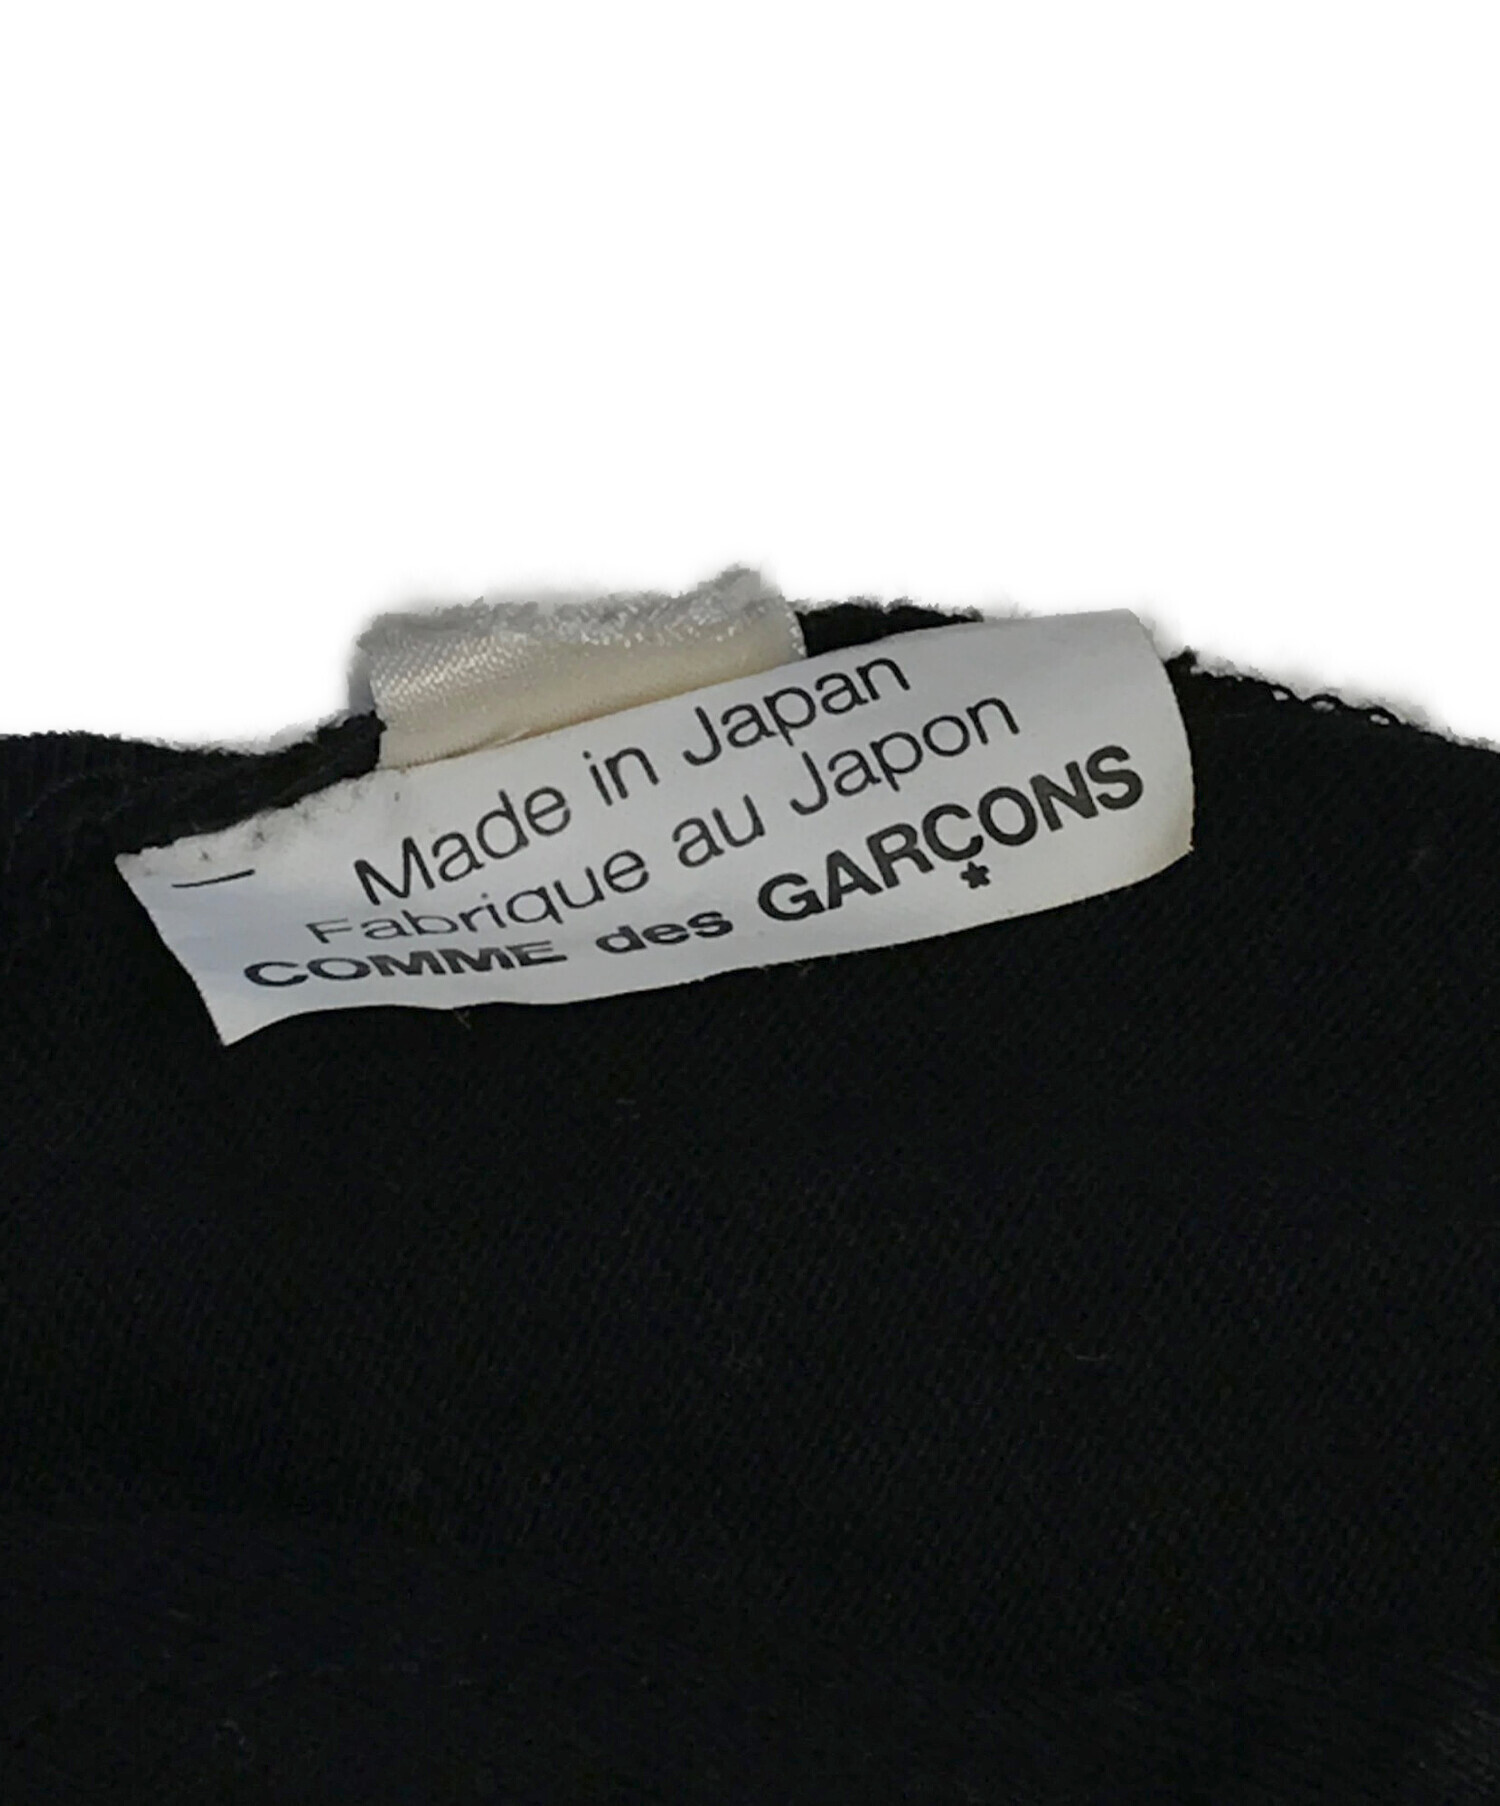 Made in Japan
Fabrique au Japon
COMME des GARÇONS